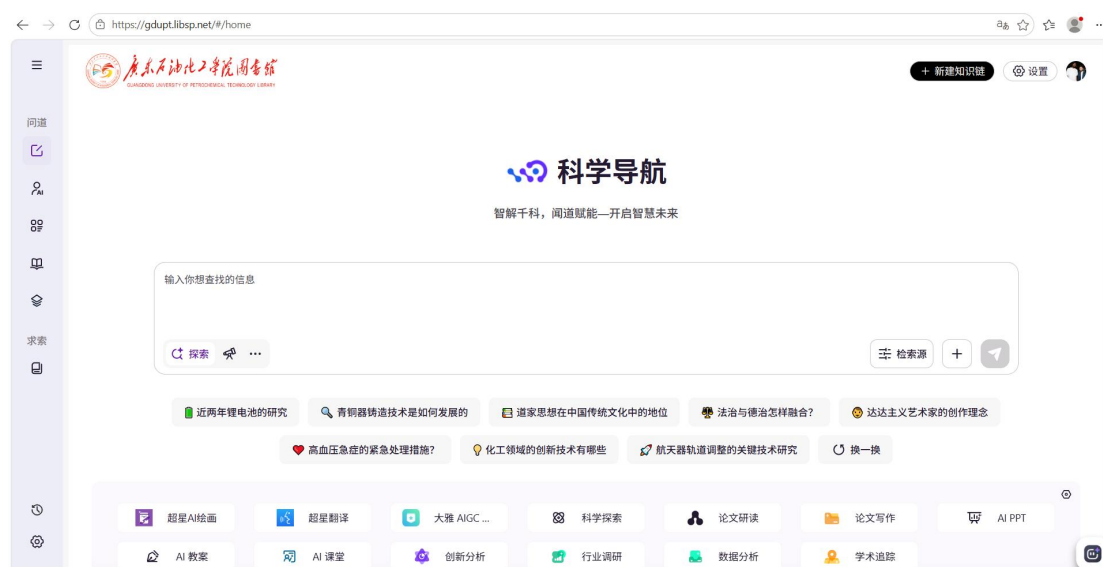 https://gdupt.libsp.net/#/home
广东石油化工学院图书馆
GUANGDONG UNIVERSITY OF PETROCHEMICAL TECHNOLOGY LIBRARY
+ 新建知识链
设置
问道
AI
科学导航
智解千科，闻道赋能—开启智慧未来
输入你想查找的信息
探索
检索源
求索
近两年锂电池的研究
青铜器铸造技术是如何发展的
道家思想在中国传统文化中的地位
法治与德治怎样融合?
达达主义艺术家的创作理念
高血压急症的紧急处理措施?
化工领域的创新技术有哪些
航天器轨道调整的关键技术研究
换一换
超星AI绘画
超星翻译
大雅 AIGC ...
科学探索
论文研读
论文写作
AI PPT
AI 教案
AI 课堂
创新分析
行业调研
数据分析
学术追踪